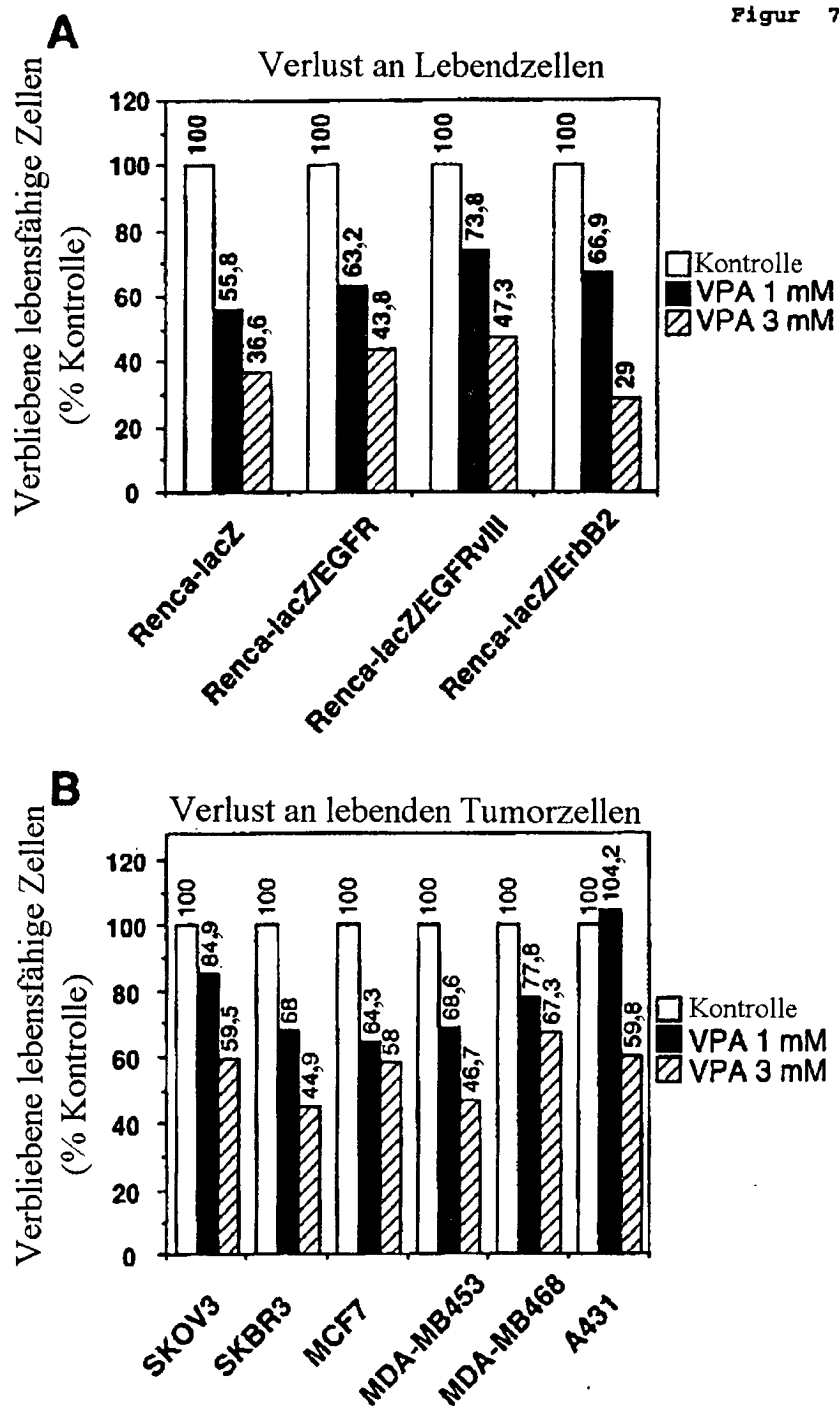 Figur 7
A
Verlust an Lebendzellen
Verbliebene lebensfähige Zellen
(% Kontrolle)
120
100
80
60
40
20
0
100
55,8
36,6
100
63,2
43,8
100
73,8
47,3
100
66,9
29
Kontrolle
VPA 1 mM
VPA 3 mM
Renca-lacZ
Renca-lacZ/EGFR
Renca-lacZ/EGFRvIII
Renca-lacZ/ErbB2
B
Verlust an lebenden Tumorzellen
Verbliebene lebensfähige Zellen
(% Kontrolle)
120
100
80
60
40
20
0
100
84,9
59,5
100
68
44,9
100
64,3
58
100
68,6
46,7
100
77,8
67,3
100
104,2
59,8
Kontrolle
VPA 1 mM
VPA 3 mM
SKOV3
SKBR3
MCF7
MDA-MB453
MDA-MB468
A431